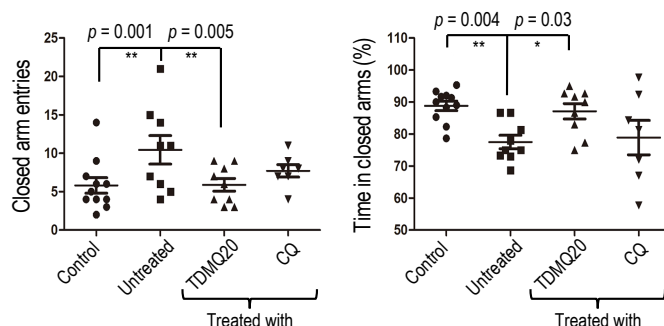 p = 0.001 p = 0.005
** **
Closed arm entries
25
20
15
10
5
0
Control
Untreated
TDMQ20
CQ
Treated with
p = 0.004 p = 0.03
** *
Time in closed arms (%)
110
100
90
80
70
60
50
Control
Untreated
TDMQ20
CQ
Treated with